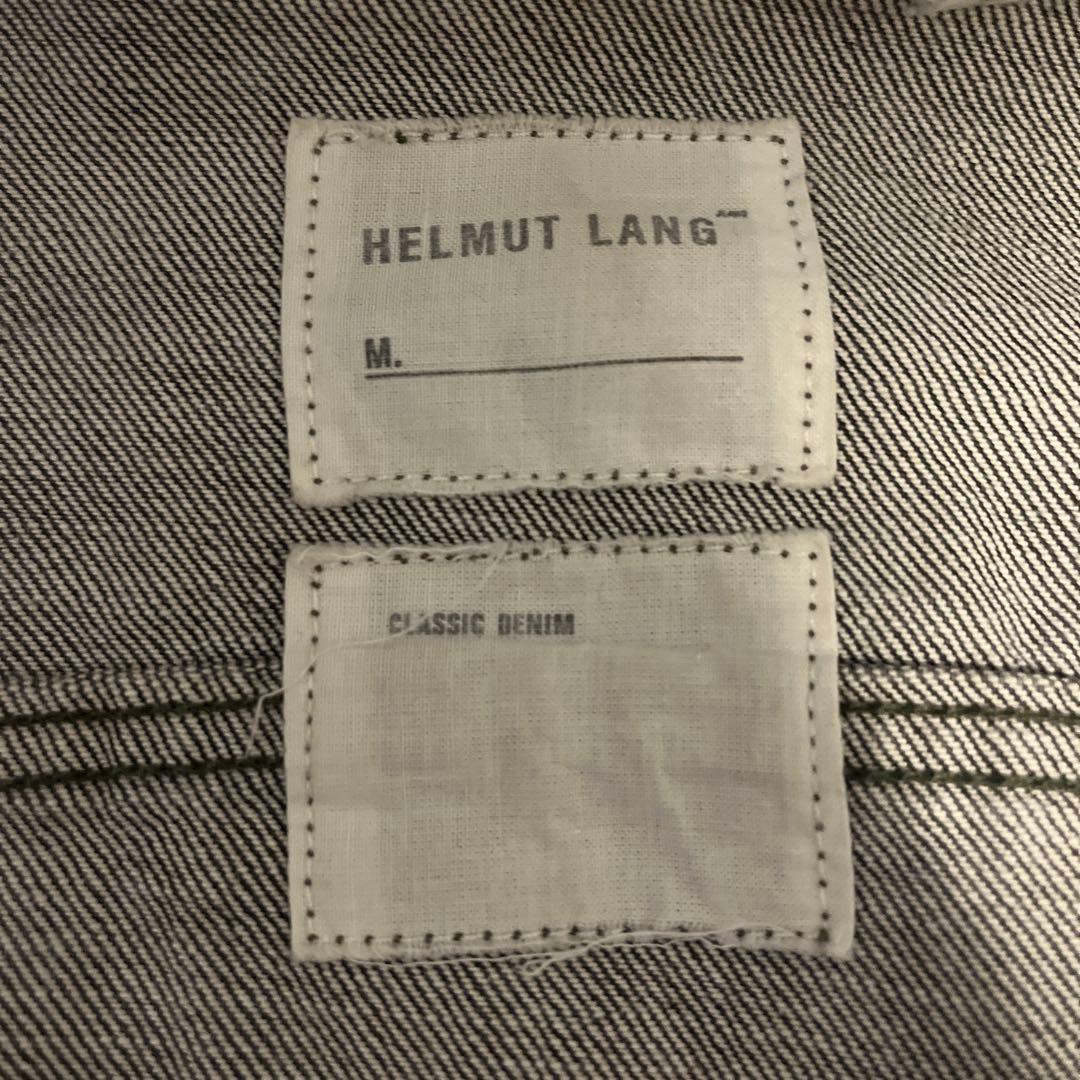 HELMUT LANG
M.
CLASSIC DENIM